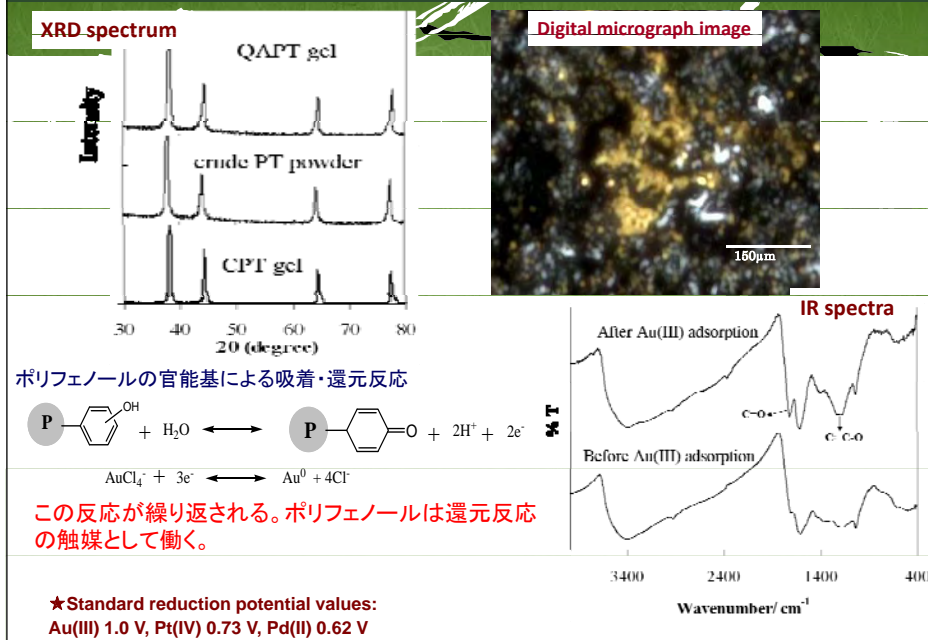 XRD spectrum
QAPT gel
crude PT powder
CPT gel
Intensity
30 40 50 60 70 80
2θ (degree)
Digital micrograph image
150μm
IR spectra
After Au(III) adsorption
C=O
C-O
Before Au(III) adsorption
% T
3400 2400 1400 400
Wavenumber/ cm⁻¹
ポリフェノールの官能基による吸着・還元反応
P OH + H₂O ⟷ P =O + 2H⁺ + 2e⁻
AuCl₄⁻ + 3e⁻ ⟷ Au⁰ + 4Cl⁻
この反応が繰り返される。ポリフェノールは還元反応
の触媒として働く。
★Standard reduction potential values:
Au(III) 1.0 V, Pt(IV) 0.73 V, Pd(II) 0.62 V